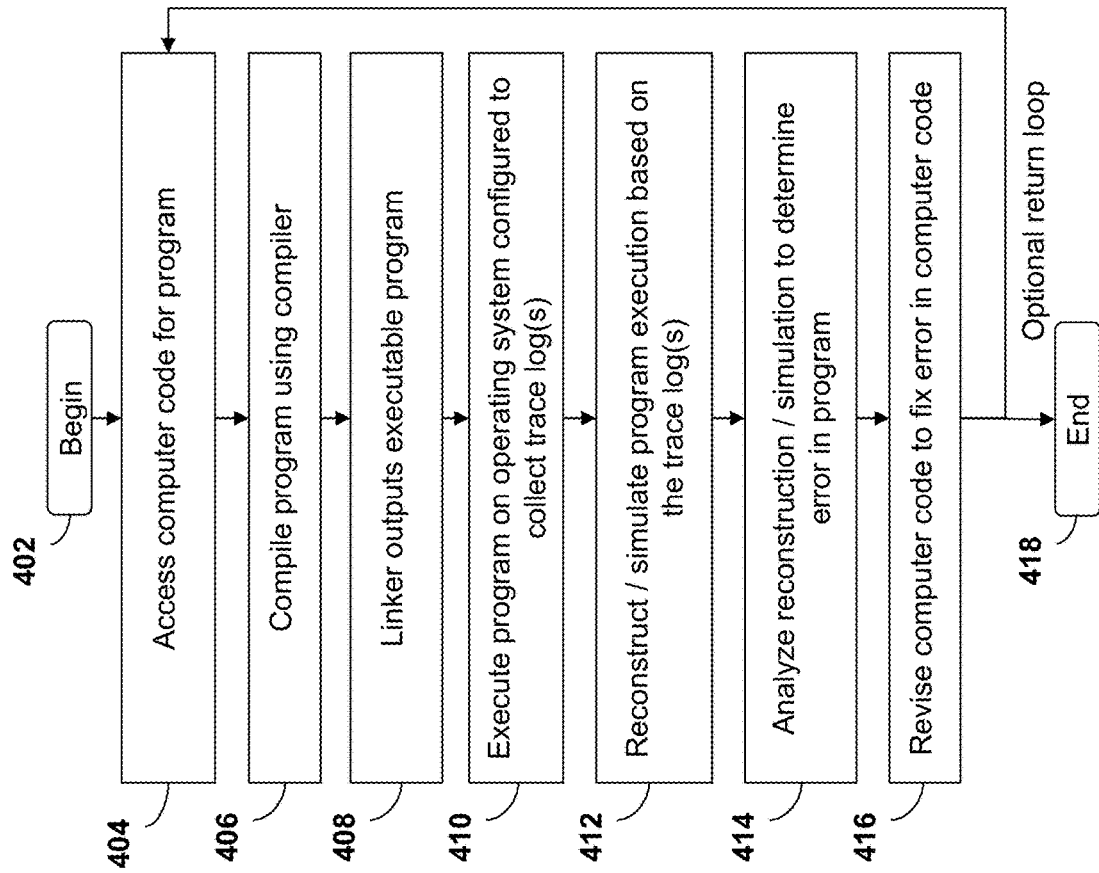 402
Begin
404
Access computer code for program
406
Compile program using compiler
408
Linker outputs executable program
410
Execute program on operating system configured to
collect trace log(s)
412
Reconstruct / simulate program execution based on
the trace log(s)
414
Analyze reconstruction / simulation to determine
error in program
416
Revise computer code to fix error in computer code
Optional return loop
418
End